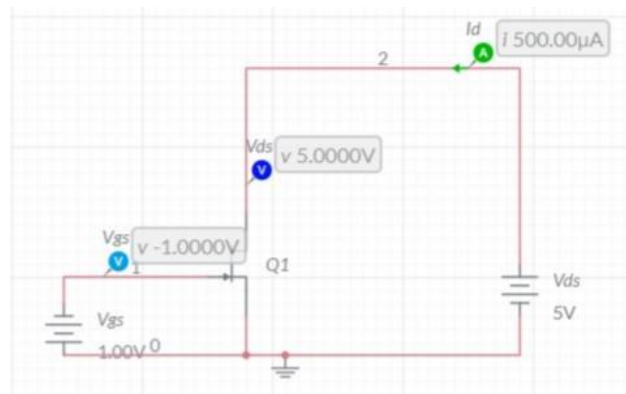 Id
i 500.00µA
2
Vds
v 5.0000V
Vgs
v -1.0000V
1
Q1
Vds
5V
Vgs
1.00V
0